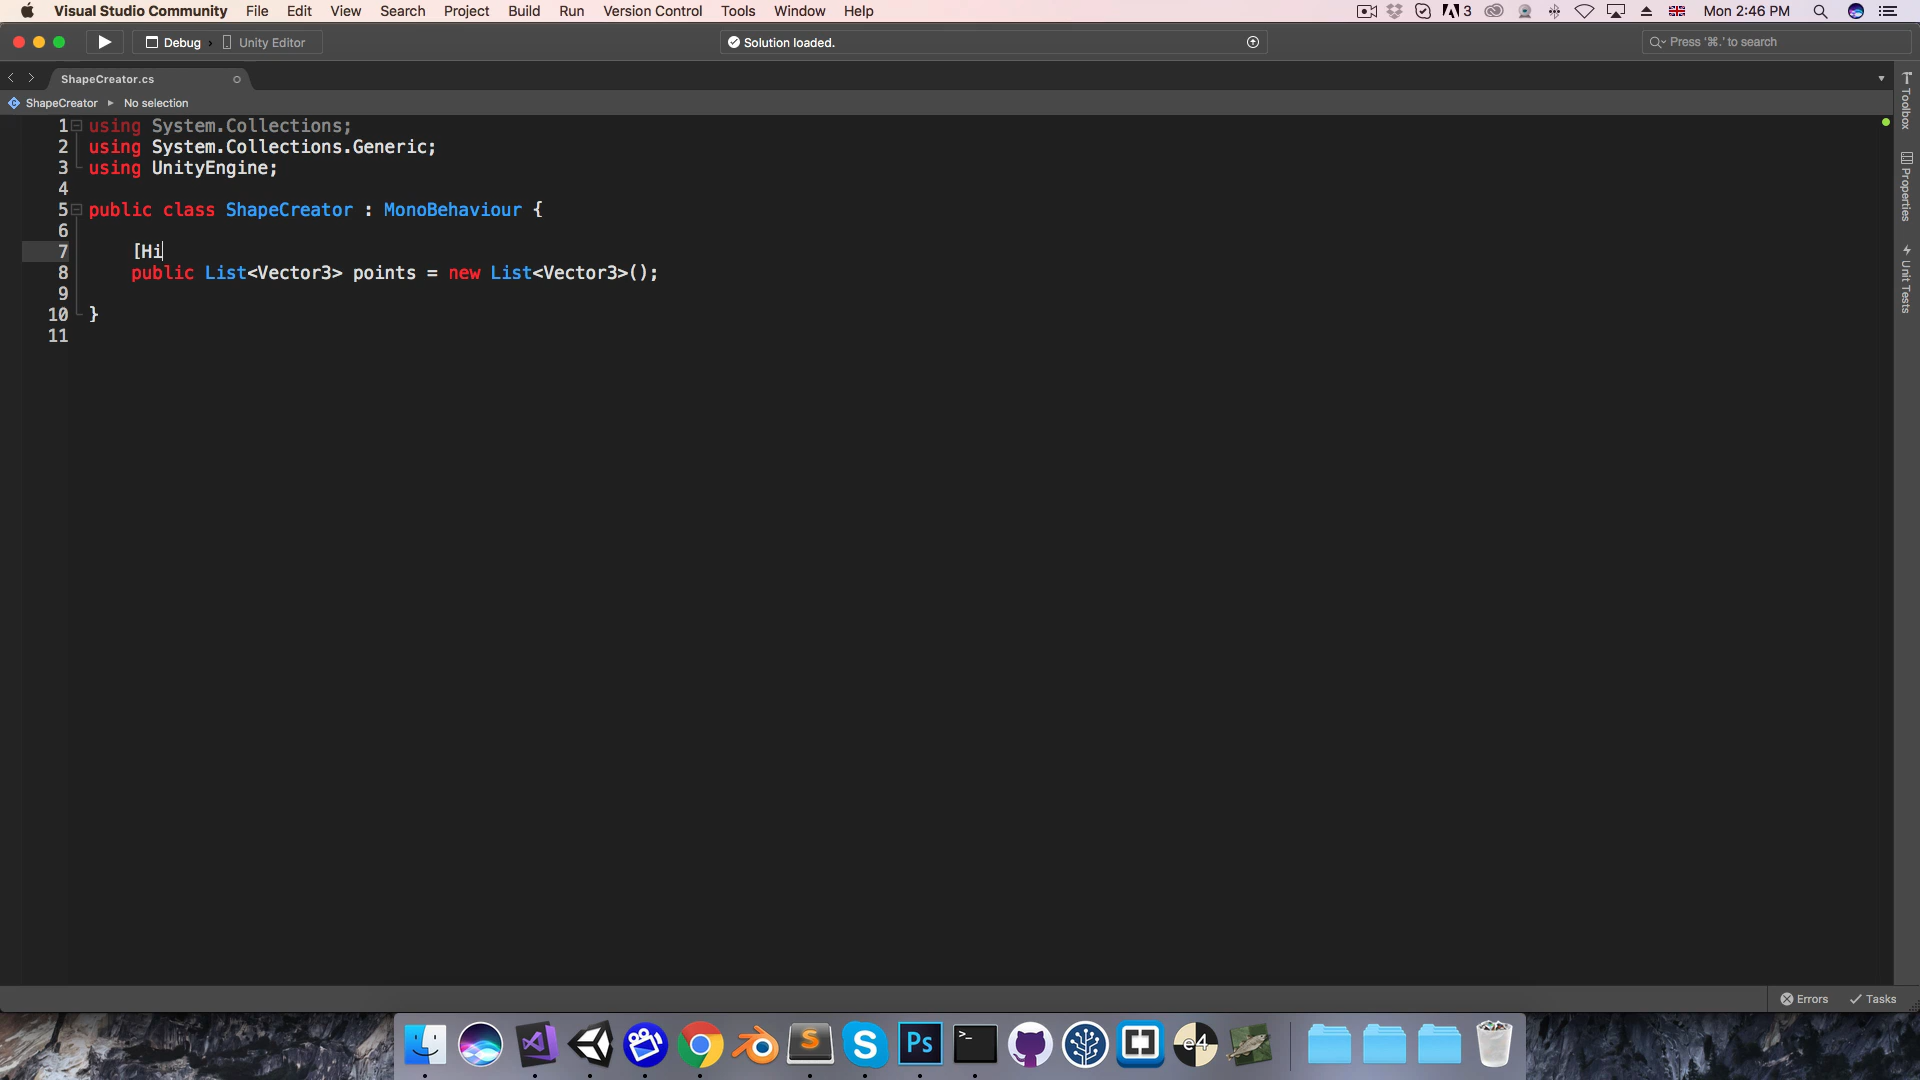 Visual Studio Community File Edit View Search Project Build Run Version Control Tools Window Help 3 Mon 2:46 PM
Debug › Unity Editor Solution loaded. Press '⌘.' to search
ShapeCreator.cs
ShapeCreator ▸ No selection
1 using System.Collections;
2 using System.Collections.Generic;
3 using UnityEngine;
4
5 public class ShapeCreator : MonoBehaviour {
6
7 [Hi
8 public List<Vector3> points = new List<Vector3>();
9
10 }
11
Toolbox
Properties
Unit Tests
Errors Tasks
S S Ps >_ e4